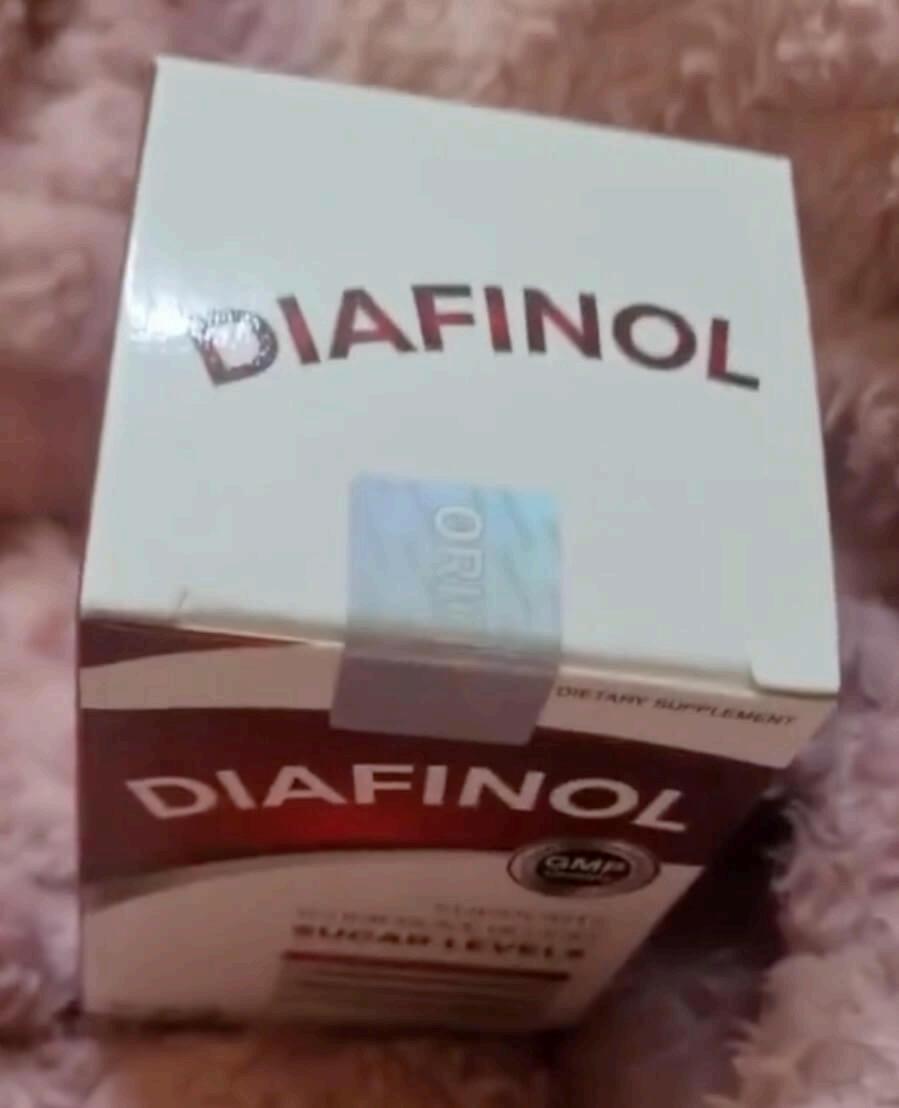 DIAFINOL
ORI
DIETARY SUPPLEMENT
DIAFINOL
GMP
SUGAR LEVELS